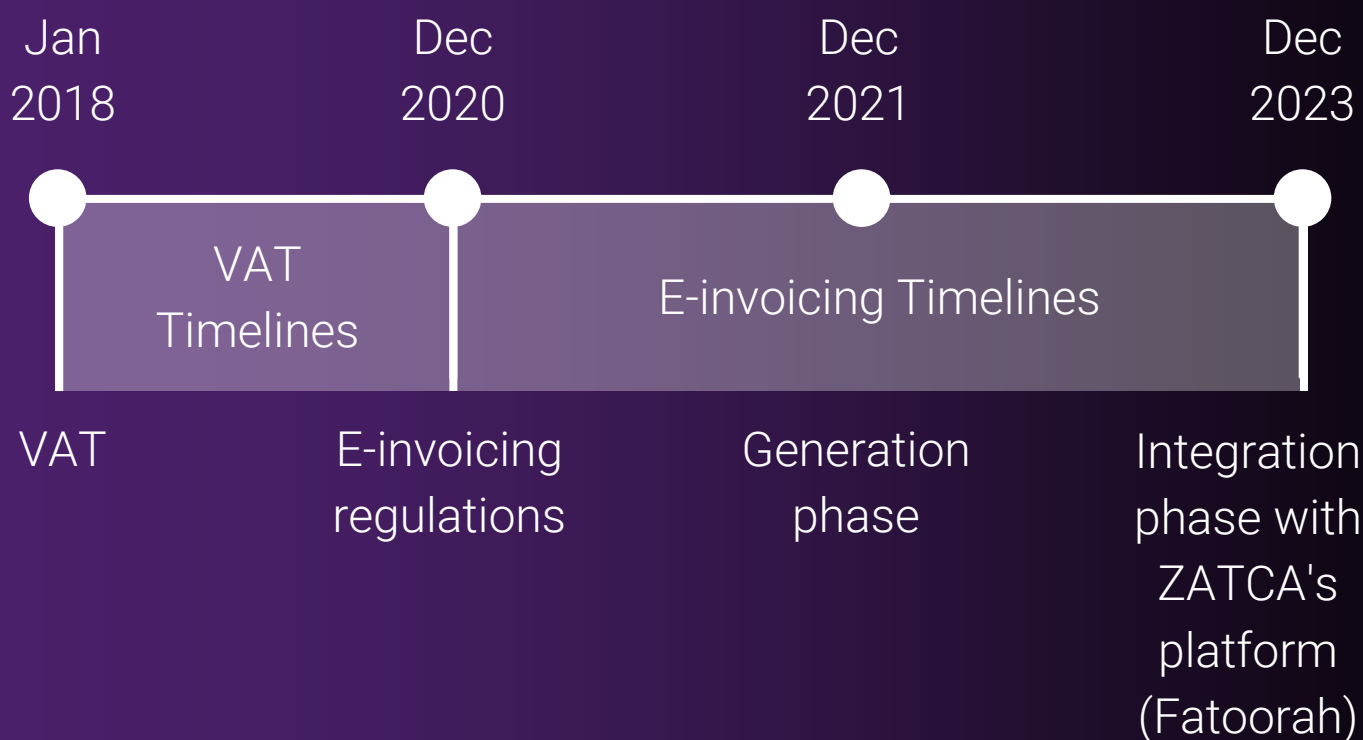 Jan
2018
Dec
2020
Dec
2021
Dec
2023
VAT
Timelines
E-invoicing Timelines
VAT
E-invoicing
regulations
Generation
phase
Integration
phase with
ZATCA's
platform
(Fatoorah)